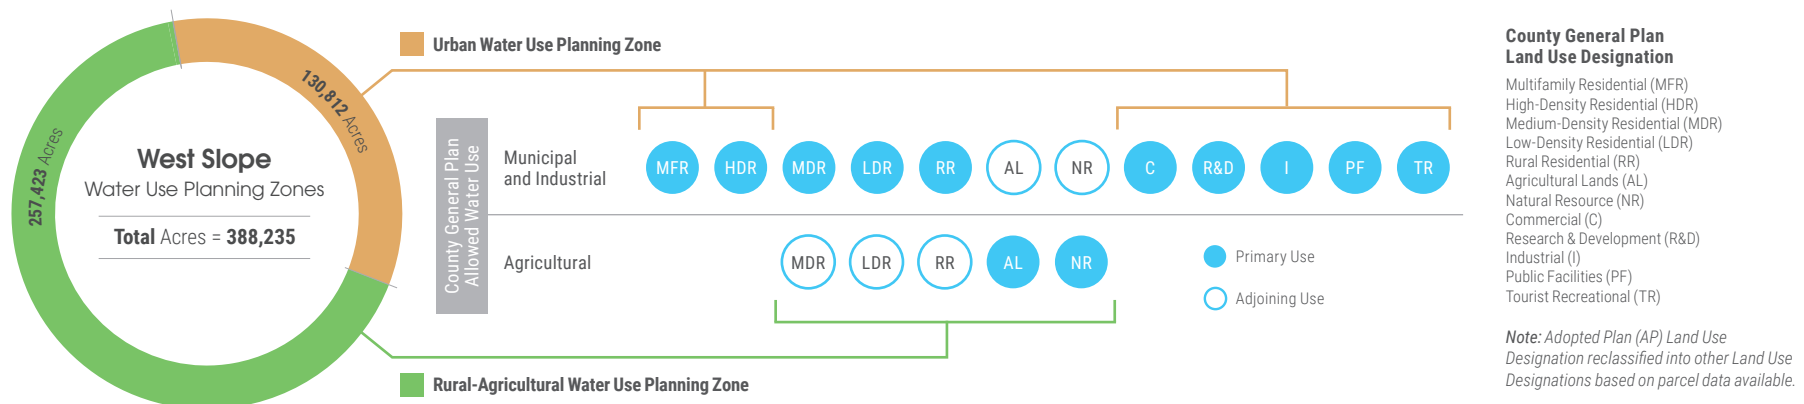 130,812 Acres
257,423 Acres
West Slope
Water Use Planning Zones
Total Acres = 388,235
Urban Water Use Planning Zone
County General Plan
Allowed Water Use
Municipal
and Industrial
MFR HDR MDR LDR RR AL NR C R&D I PF TR
Agricultural
MDR LDR RR AL NR
Primary Use
Adjoining Use
Rural-Agricultural Water Use Planning Zone
County General Plan
Land Use Designation
Multifamily Residential (MFR)
High-Density Residential (HDR)
Medium-Density Residential (MDR)
Low-Density Residential (LDR)
Rural Residential (RR)
Agricultural Lands (AL)
Natural Resource (NR)
Commercial (C)
Research & Development (R&D)
Industrial (I)
Public Facilities (PF)
Tourist Recreational (TR)
Note: Adopted Plan (AP) Land Use
Designation reclassified into other Land Use
Designations based on parcel data available.